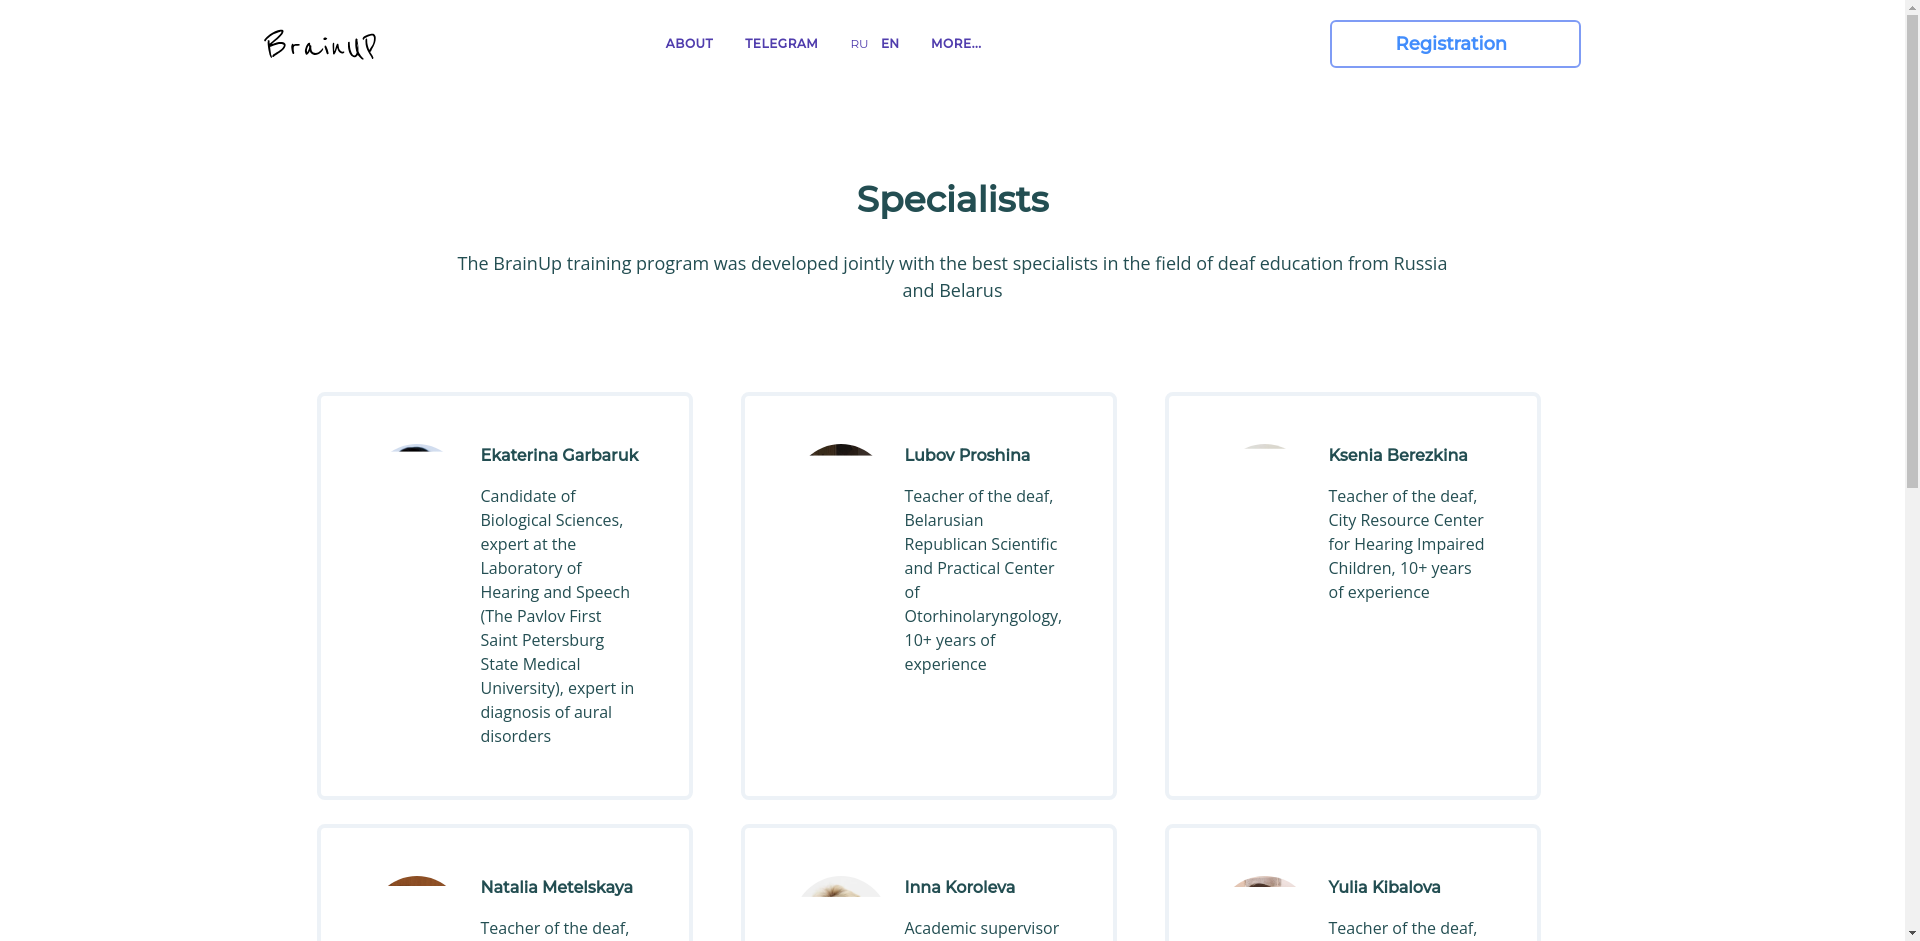 BrainUP
ABOUT
TELEGRAM
RU
EN
MORE...
Registration
Specialists
The BrainUp training program was developed jointly with the best specialists in the field of deaf education from Russia
and Belarus
Ekaterina Garbaruk
Candidate of
Biological Sciences,
expert at the
Laboratory of
Hearing and Speech
(The Pavlov First
Saint Petersburg
State Medical
University), expert in
diagnosis of aural
disorders
Lubov Proshina
Teacher of the deaf,
Belarusian
Republican Scientific
and Practical Center
of
Otorhinolaryngology,
10+ years of
experience
Ksenia Berezkina
Teacher of the deaf,
City Resource Center
for Hearing Impaired
Children, 10+ years
of experience
Natalia Metelskaya
Teacher of the deaf,
Inna Koroleva
Academic supervisor
Yulia Kibalova
Teacher of the deaf,